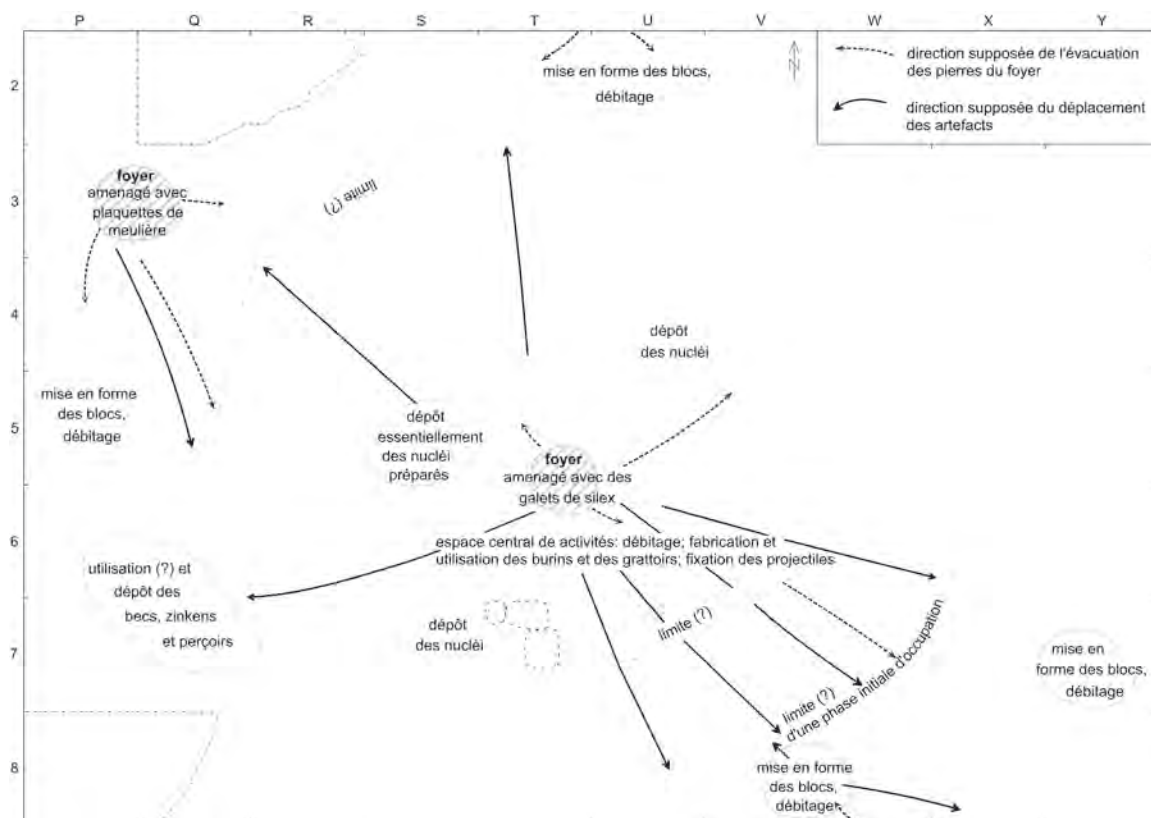 P Q R S T U V W X Y
2
3
4
5
6
7
8
N
direction supposée de l'évacuation
des pierres du foyer
direction supposée du déplacement
des artefacts
mise en forme des blocs,
débitage
foyer
amenagé avec
plaquettes de
meulière
limite (?)
dépôt
des nucléi
mise en forme
des blocs,
débitage
dépôt
essentiellement
des nucléi
préparés
foyer
amenagé avec des
galets de silex
espace central de activités: débitage; fabrication et
utilisation des burins et des grattoirs; fixation des projectiles
utilisation (?) et
dépôt des
becs, zinkens
et perçoirs
dépôt
des nucléi
limite (?)
limite (?)
d'une phase initiale d'occupation
mise en
forme des blocs,
débitage
mise en forme
des blocs,
débitage